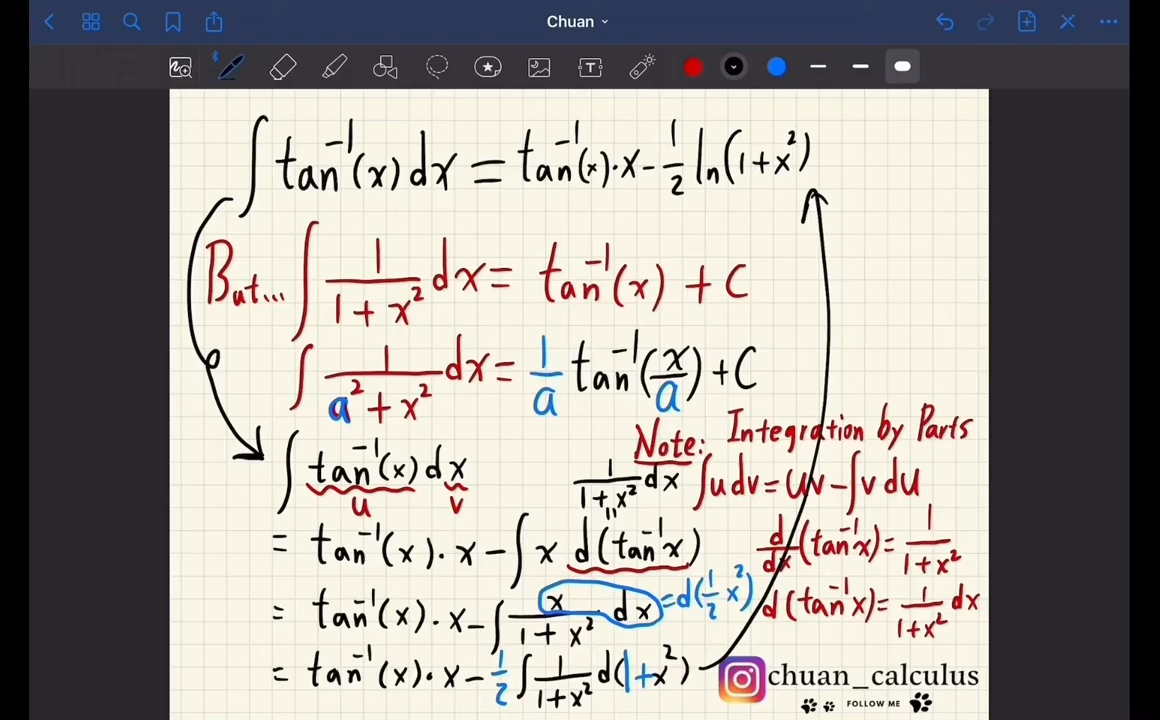 Chuan
∫ tan⁻¹(x) dx = tan⁻¹(x)·x - 1/2 ln(1+x²)
But... ∫ 1/(1+x²) dx = tan⁻¹(x) + C
∫ 1/(a²+x²) dx = 1/a tan⁻¹(x/a) + C
Note: Integration by Parts
∫ tan⁻¹(x) dx
u v
1/(1+x²) dx
∫ u dv = uv - ∫ v du
"
= tan⁻¹(x)·x - ∫ x d(tan⁻¹x)
d/dx (tan⁻¹x) = 1/(1+x²)
= tan⁻¹(x)·x - ∫ x/(1+x²) dx = d(1/2 x²)
d(tan⁻¹x) = 1/(1+x²) dx
= tan⁻¹(x)·x - 1/2 ∫ 1/(1+x²) d(1+x²)
chuan_calculus
FOLLOW ME